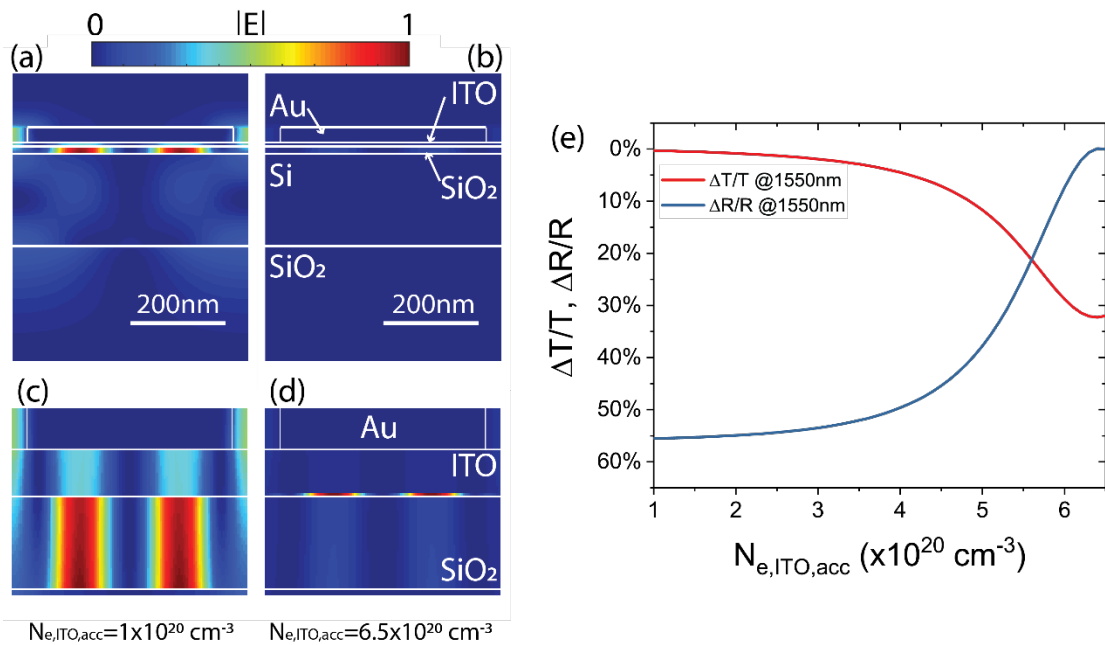 0 |E| 1
(a)
(b)
ITO
Au
Si
SiO₂
SiO₂
200nm
200nm
(c)
(d)
Au
ITO
SiO₂
Nₑ,ITO,acc=1x10²⁰ cm⁻³
Nₑ,ITO,acc=6.5x10²⁰ cm⁻³
(e)
ΔT/T, ΔR/R
0%
10%
20%
30%
40%
50%
60%
ΔT/T @1550nm
ΔR/R @1550nm
1 2 3 4 5 6
Nₑ,ITO,acc (x10²⁰ cm⁻³)